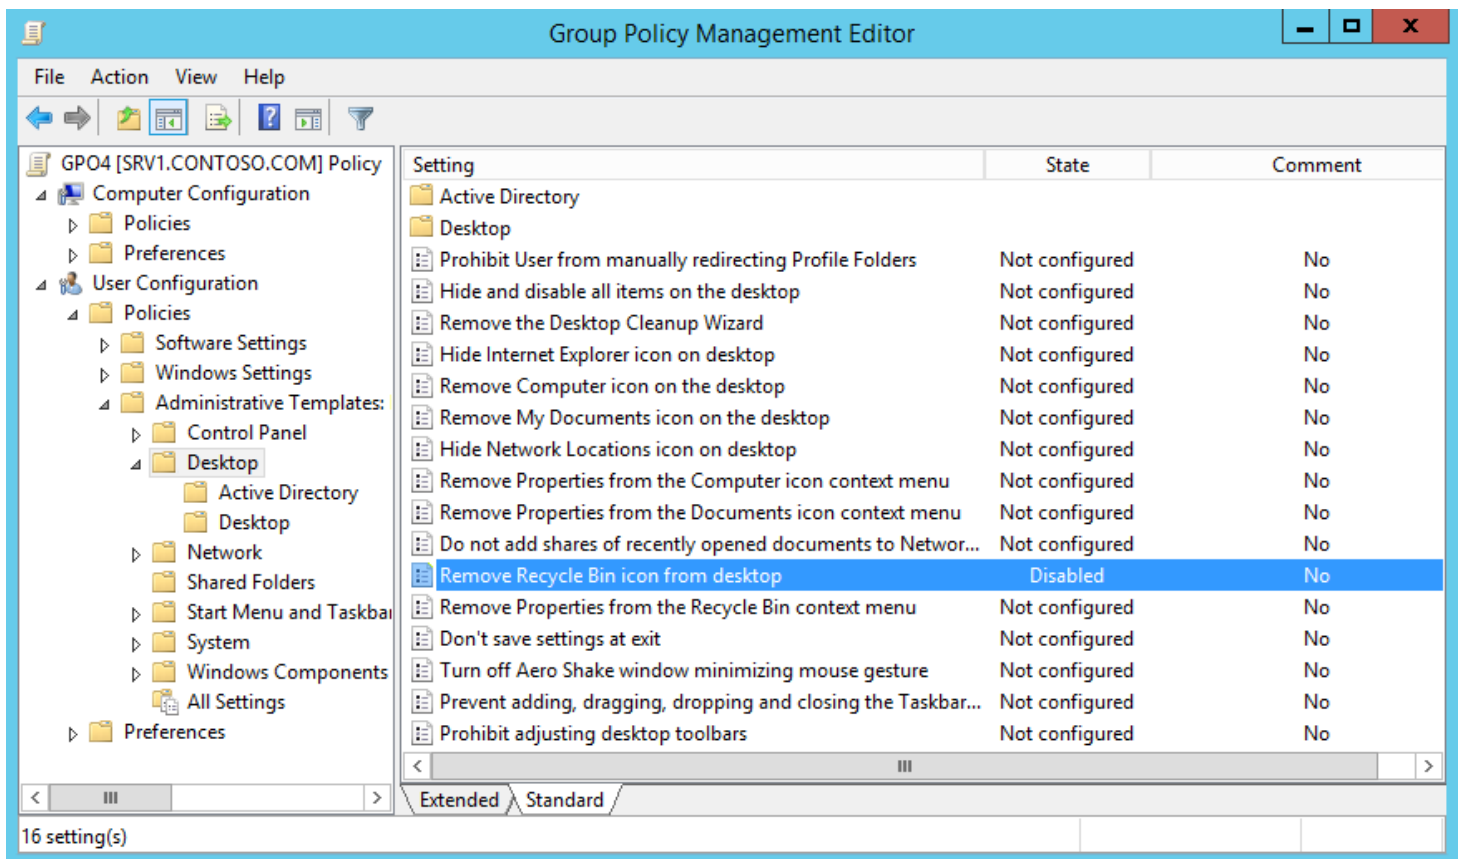 Group Policy Management Editor
File Action View Help
GPO4 [SRV1.CONTOSO.COM] Policy
Computer Configuration
Policies
Preferences
User Configuration
Policies
Software Settings
Windows Settings
Administrative Templates:
Control Panel
Desktop
Active Directory
Desktop
Network
Shared Folders
Start Menu and Taskbar
System
Windows Components
All Settings
Preferences
Setting State Comment
Active Directory
Desktop
Prohibit User from manually redirecting Profile Folders Not configured No
Hide and disable all items on the desktop Not configured No
Remove the Desktop Cleanup Wizard Not configured No
Hide Internet Explorer icon on desktop Not configured No
Remove Computer icon on the desktop Not configured No
Remove My Documents icon on the desktop Not configured No
Hide Network Locations icon on desktop Not configured No
Remove Properties from the Computer icon context menu Not configured No
Remove Properties from the Documents icon context menu Not configured No
Do not add shares of recently opened documents to Networ... Not configured No
Remove Recycle Bin icon from desktop Disabled No
Remove Properties from the Recycle Bin context menu Not configured No
Don't save settings at exit Not configured No
Turn off Aero Shake window minimizing mouse gesture Not configured No
Prevent adding, dragging, dropping and closing the Taskbar... Not configured No
Prohibit adjusting desktop toolbars Not configured No
Extended Standard
16 setting(s)